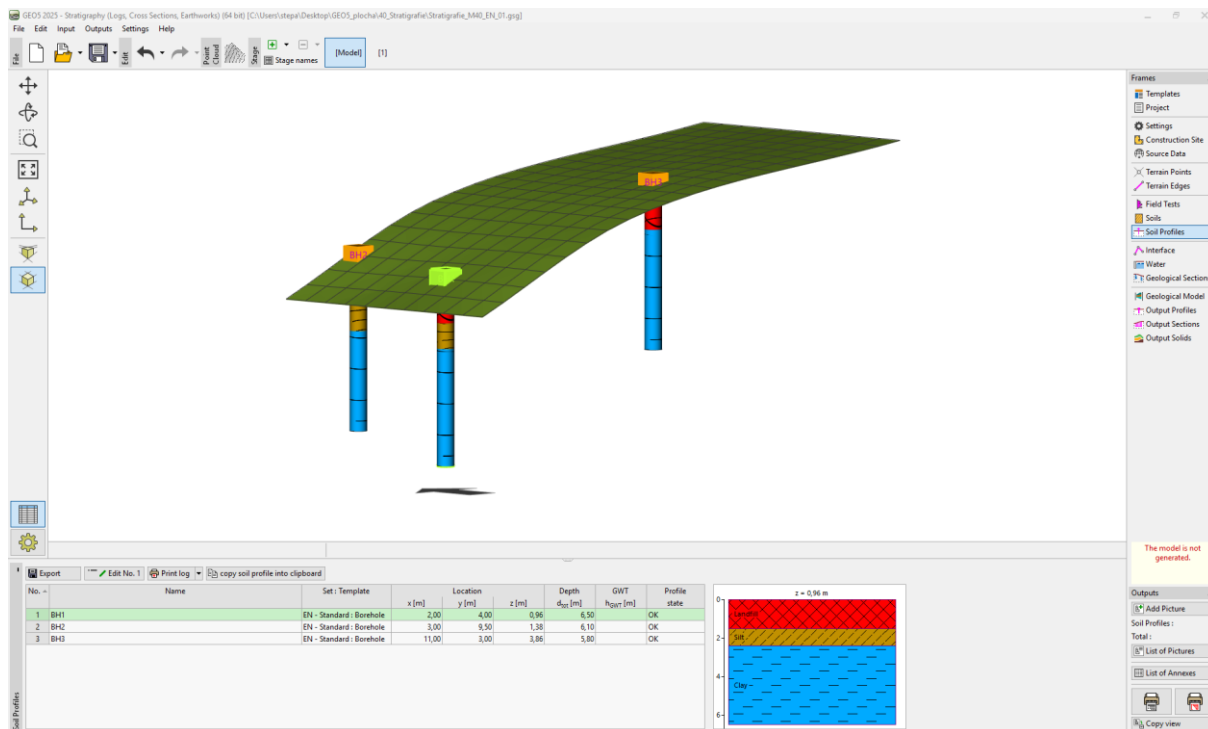 GEO5 2025 - Stratigraphy (Logs, Cross Sections, Earthworks) (64 bit) [C:\Users\stepa\Desktop\GEO5_plocha\40_Stratigrafie\Stratigrafie_M40_EN_01.gsg]
File Edit Input Outputs Settings Help
File
Edit
Point Cloud
Stage
Stage names
[Model]
[1]
BH2
BH3
Frames
Templates
Project
Settings
Construction Site
Source Data
Terrain Points
Terrain Edges
Field Tests
Soils
Soil Profiles
Interface
Water
Geological Section
Geological Model
Output Profiles
Output Sections
Output Solids
The model is not
generated.
Outputs
Add Picture
Soil Profiles :
Total :
List of Pictures
List of Annexes
Copy view
Soil Profiles
Export Edit No. 1 Print log copy soil profile into clipboard
No. Name Set : Template Location Depth GWT Profile
x [m] y [m] z [m] dtot [m] hGWT [m] state
1 BH1 EN - Standard : Borehole 2,00 4,00 0,96 6,50 OK
2 BH2 EN - Standard : Borehole 3,00 9,50 1,38 6,10 OK
3 BH3 EN - Standard : Borehole 11,00 3,00 3,86 5,80 OK
z = 0,96 m
0
Landfill
2
Silt
4
Clay
6